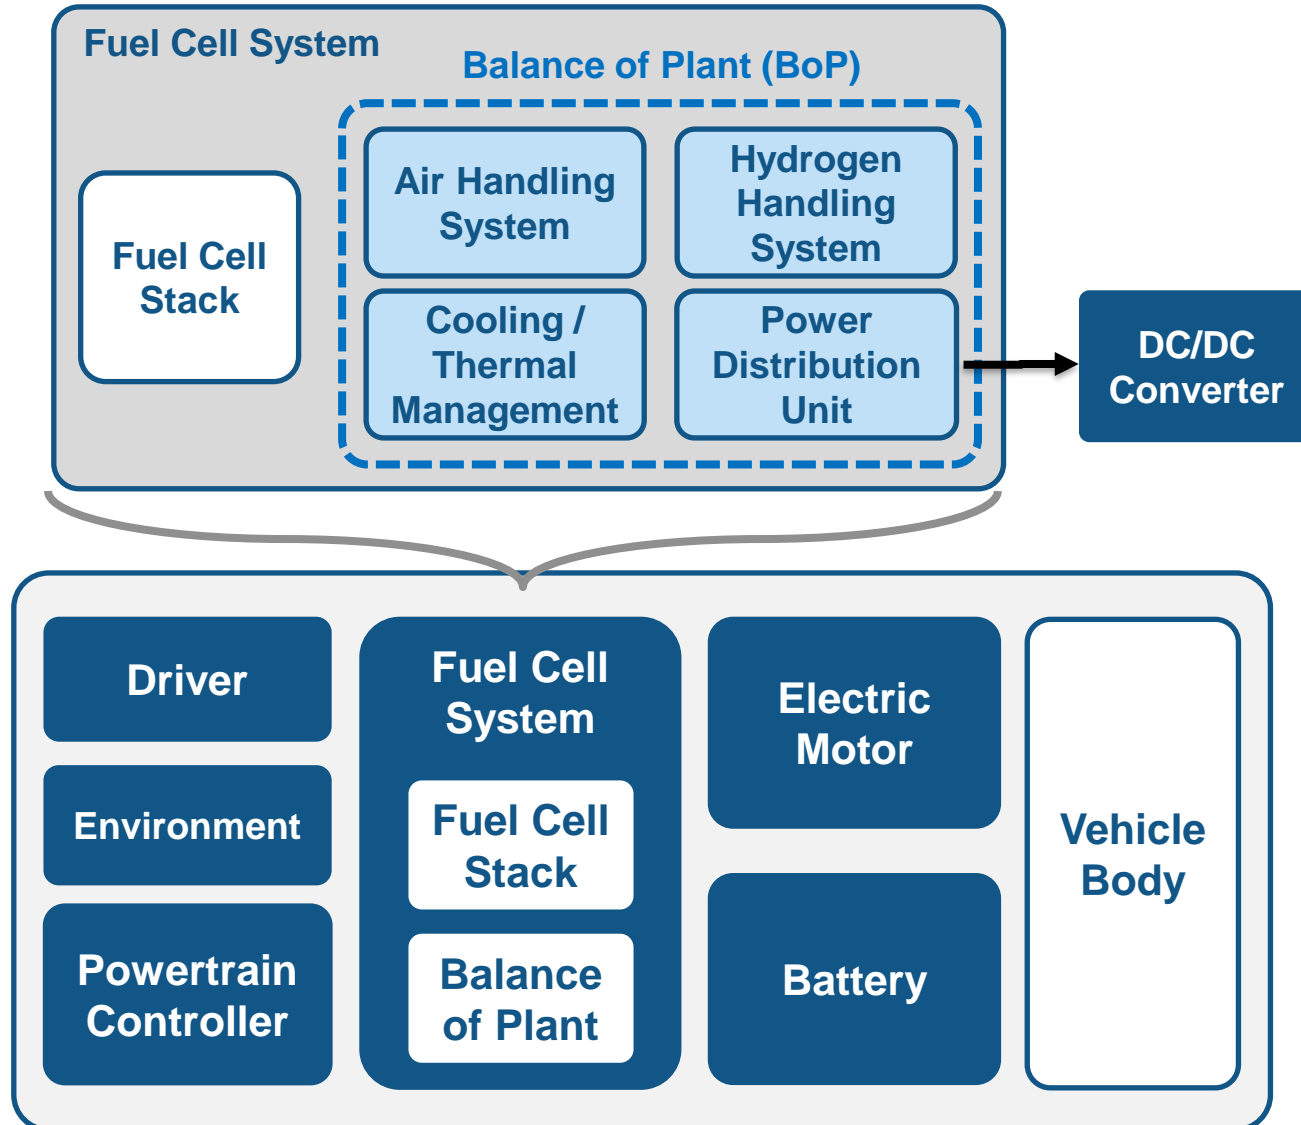 Fuel Cell System
Balance of Plant (BoP)
Fuel Cell
Stack
Air Handling
System
Hydrogen
Handling
System
Cooling /
Thermal
Management
Power
Distribution
Unit
DC/DC
Converter
Driver
Environment
Powertrain
Controller
Fuel Cell
System
Fuel Cell
Stack
Balance
of Plant
Electric
Motor
Battery
Vehicle
Body